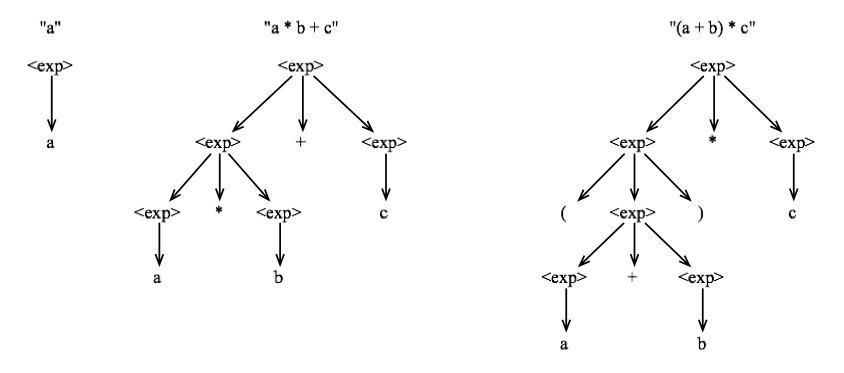 "a" "a * b + c" "(a + b) * c"
<exp> <exp> <exp>
a <exp> + <exp> <exp> * <exp>
<exp> * <exp> c ( <exp> ) c
a b <exp> + <exp>
a b